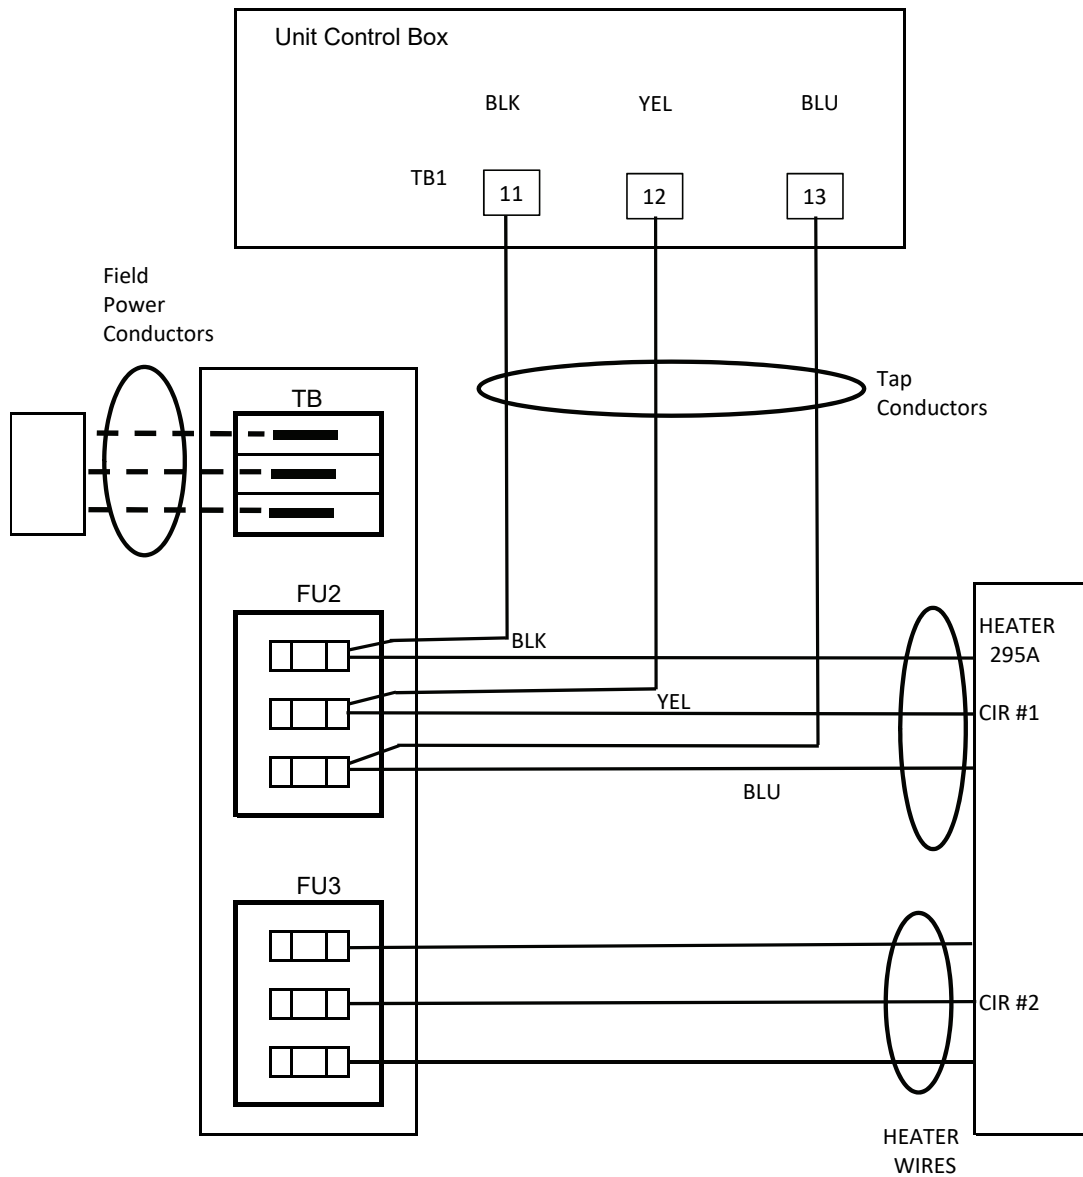 Unit Control Box
BLK
YEL
BLU
TB1
11
12
13
Field
Power
Conductors
Tap
Conductors
TB
FU2
BLK
HEATER
295A
YEL
CIR #1
BLU
FU3
CIR #2
HEATER
WIRES